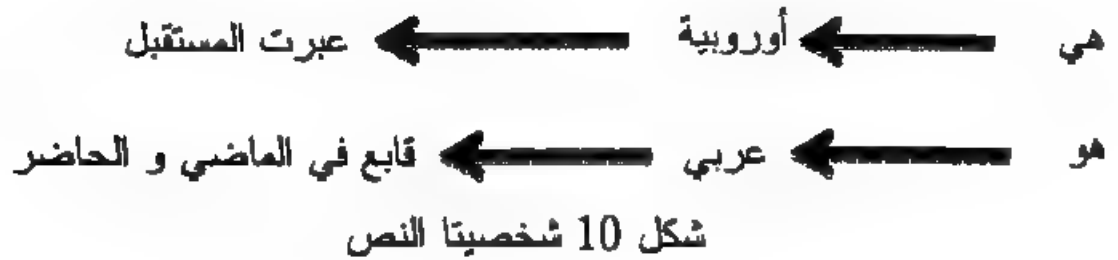 هي أوروبية عبرت المستقبل
هو عربي قابع في الماضي و الحاضر
شكل 10 شخصيتا النص